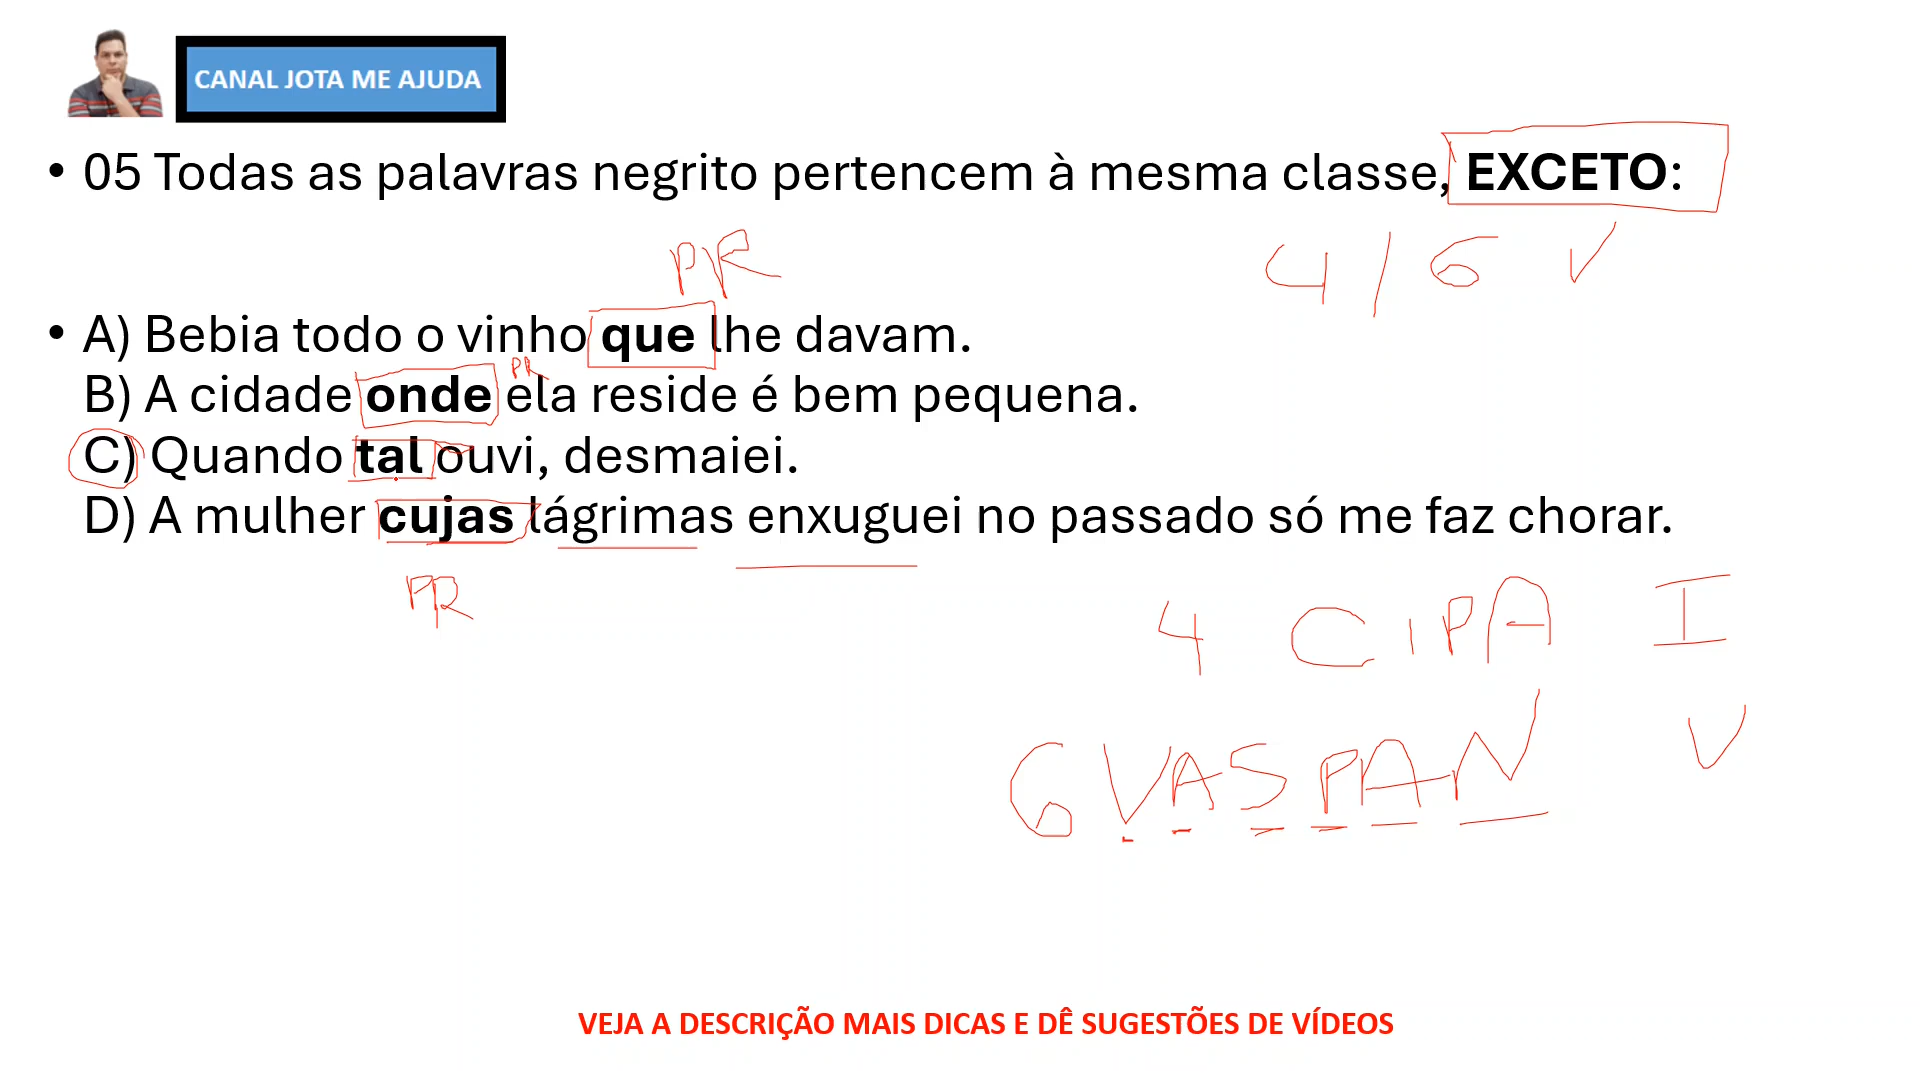 CANAL JOTA ME AJUDA
• 05 Todas as palavras negrito pertencem à mesma classe, EXCETO:
PR
4 / 6 V
• A) Bebia todo o vinho que lhe davam.
PR
B) A cidade onde ela reside é bem pequena.
C) Quando tal ouvi, desmaiei.
D) A mulher cujas lágrimas enxuguei no passado só me faz chorar.
PR
4 CIPA I
6 VASPAN V
VEJA A DESCRIÇÃO MAIS DICAS E DÊ SUGESTÕES DE VÍDEOS